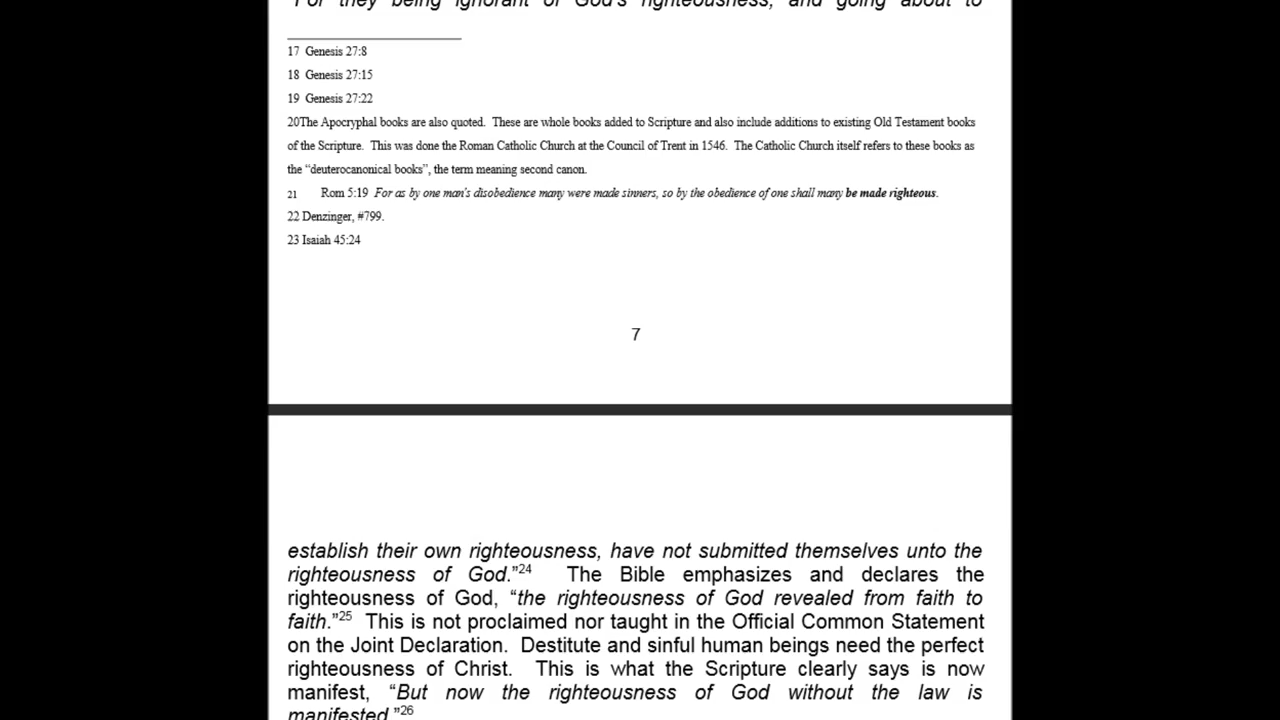 "For they being ignorant of God's righteousness, and going about to
17 Genesis 27:8
18 Genesis 27:15
19 Genesis 27:22
20The Apocryphal books are also quoted. These are whole books added to Scripture and also include additions to existing Old Testament books
of the Scripture. This was done the Roman Catholic Church at the Council of Trent in 1546. The Catholic Church itself refers to these books as
the “deuterocanonical books”, the term meaning second canon.
21 Rom 5:19 For as by one man's disobedience many were made sinners, so by the obedience of one shall many be made righteous.
22 Denzinger, #799.
23 Isaiah 45:24
7
establish their own righteousness, have not submitted themselves unto the
righteousness of God.”24 The Bible emphasizes and declares the
righteousness of God, “the righteousness of God revealed from faith to
faith.”25 This is not proclaimed nor taught in the Official Common Statement
on the Joint Declaration. Destitute and sinful human beings need the perfect
righteousness of Christ. This is what the Scripture clearly says is now
manifest, “But now the righteousness of God without the law is
manifested.”26